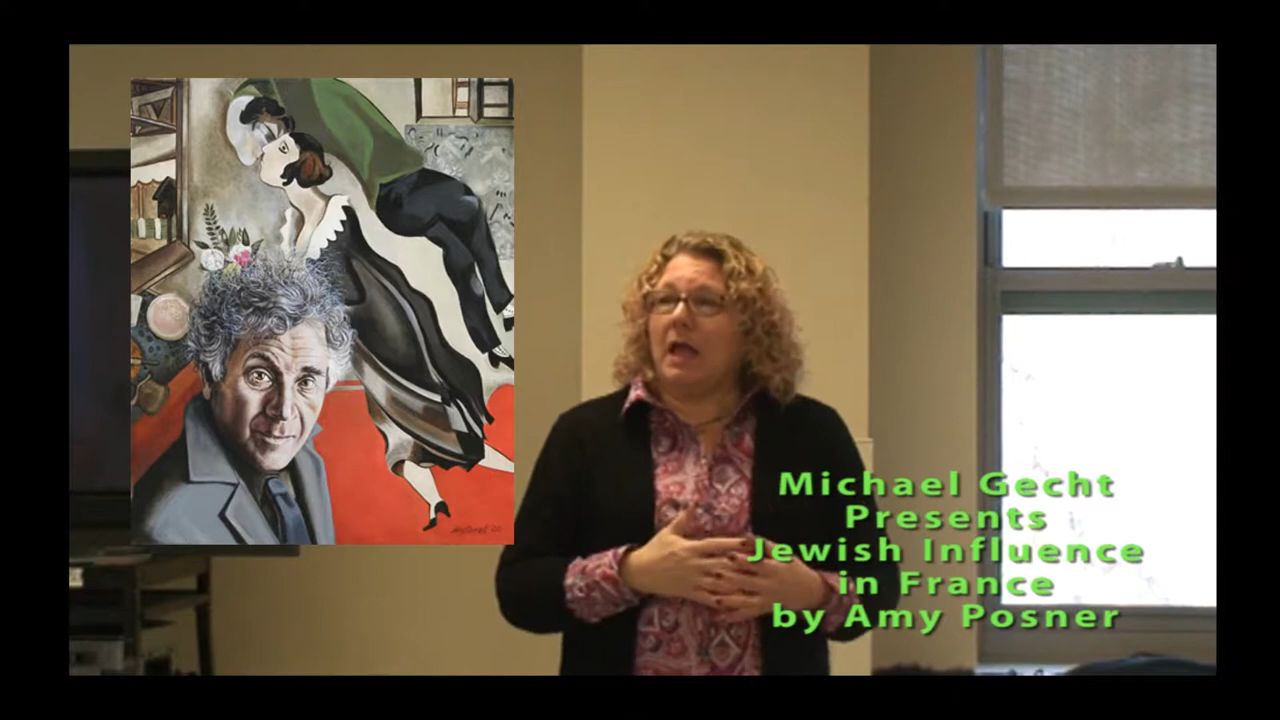 Michael Gecht
Presents
Jewish Influence
in France
by Amy Posner